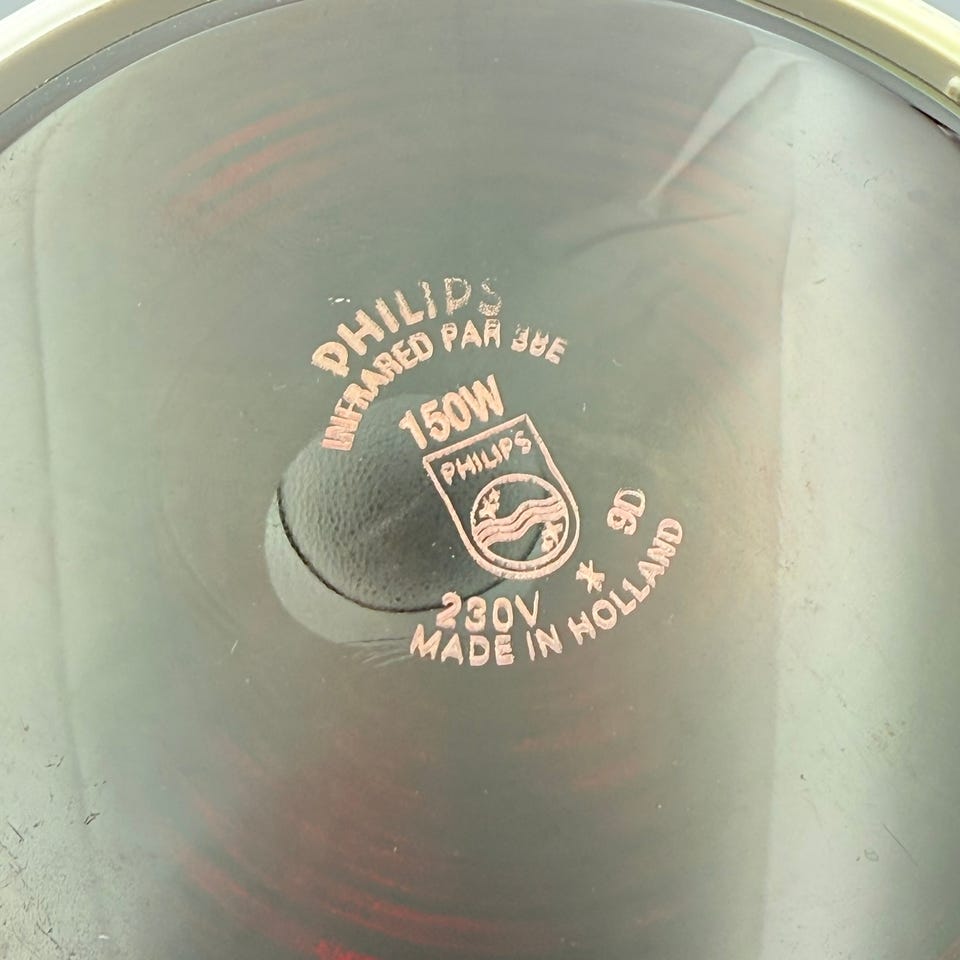 PHILIPS
INFRARED PAR 38E
150W
PHILIPS
9D
*
230V
MADE IN HOLLAND